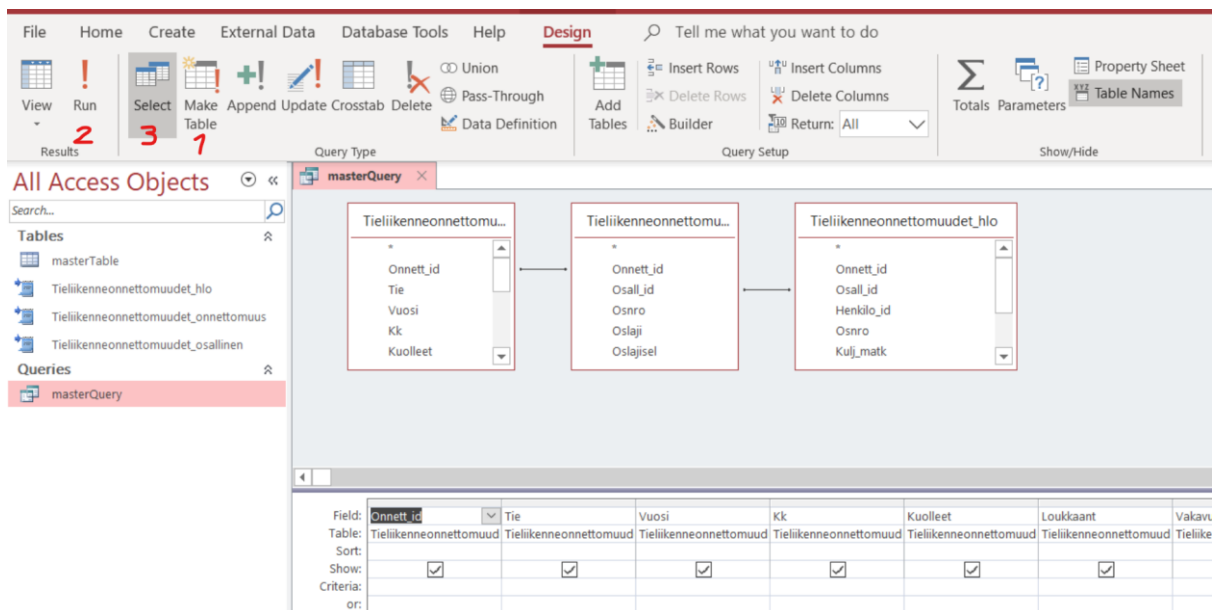 File Home Create External Data Database Tools Help Design Tell me what you want to do
View Run Select Make Table Append Update Crosstab Delete
Union
Pass-Through
Data Definition
Add Tables
Insert Rows
Delete Rows
Builder
Insert Columns
Delete Columns
Return: All
Totals Parameters
Property Sheet
Table Names
2 3 1
Results Query Type Query Setup Show/Hide
All Access Objects
Search...
Tables
masterTable
Tieliikenneonnettomuudet_hlo
Tieliikenneonnettomuudet_onnettomuus
Tieliikenneonnettomuudet_osallinen
Queries
masterQuery
masterQuery
Tieliikenneonnettomu...
*
Onnett_id
Tie
Vuosi
Kk
Kuolleet
Tieliikenneonnettomu...
*
Onnett_id
Osall_id
Osnro
Oslaji
Oslajisel
Tieliikenneonnettomuudet_hlo
*
Onnett_id
Osall_id
Henkilo_id
Osnro
Kulj_matk
Field: Onnett_id Tie Vuosi Kk Kuolleet Loukkaant Vakavu
Table: Tieliikenneonnettomuud Tieliikenneonnettomuud Tieliikenneonnettomuud Tieliikenneonnettomuud Tieliikenneonnettomuud Tieliikenneonnettomuud Tieliike
Sort:
Show:
Criteria:
or: